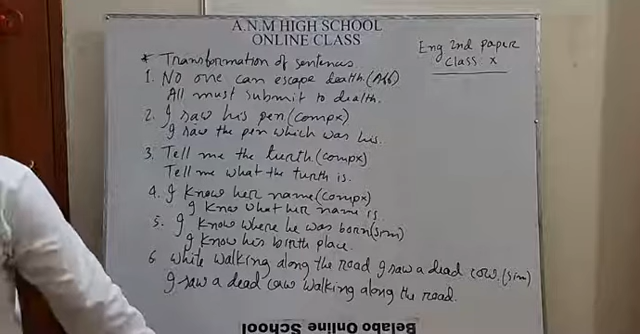 A.N.M HIGH SCHOOL
ONLINE CLASS
Eng 2nd paper
Class: X
* Transformation of sentences.
1. No one can escape death. (Aff)
All must submit to death.
2. I saw his pen (compx)
I saw the pen which was his.
3. Tell me the turth. (compx)
Tell me what the turth is.
4. I know her name (compx)
I know what her name is
5. I know where he was born (sim)
I know his birth place.
6. While walking along the road I saw a dead cow. (sim)
I saw a dead cow walking along the road.
Belabo Online School